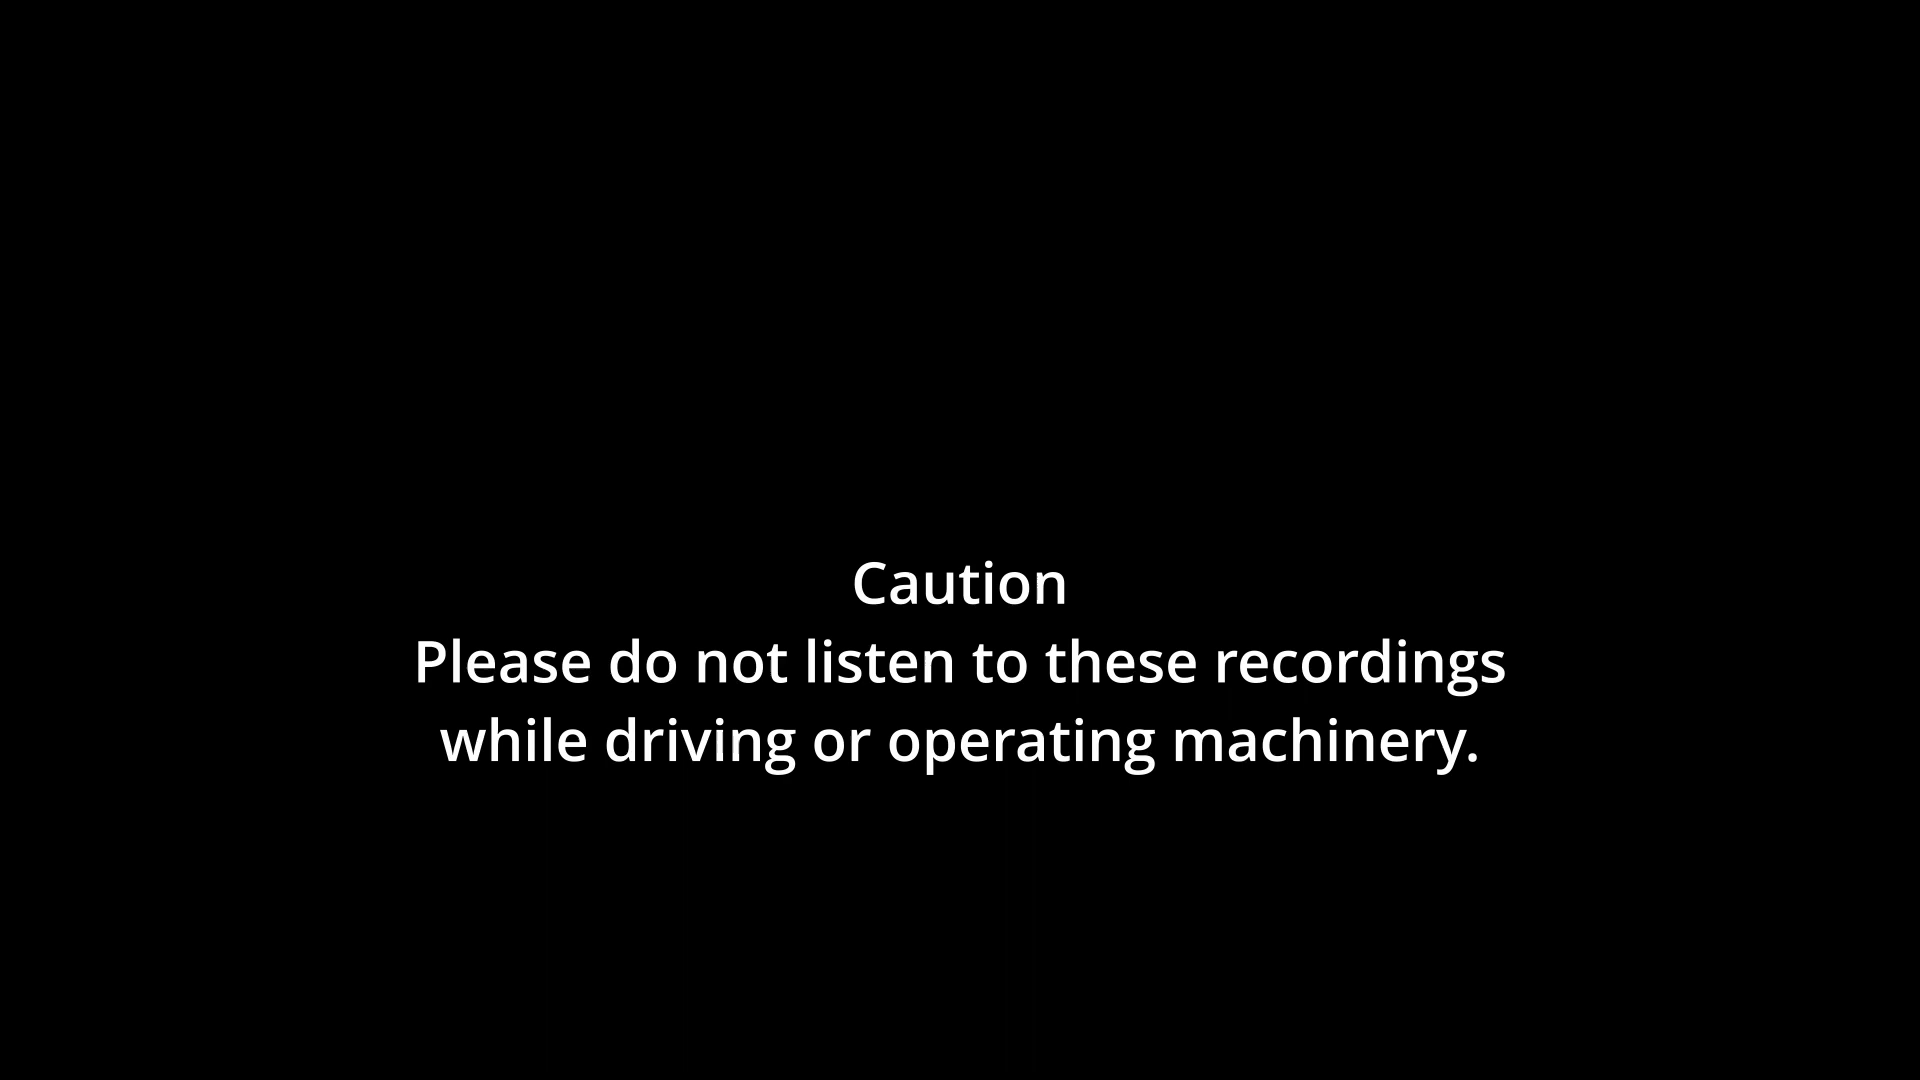 Caution
Please do not listen to these recordings
while driving or operating machinery.